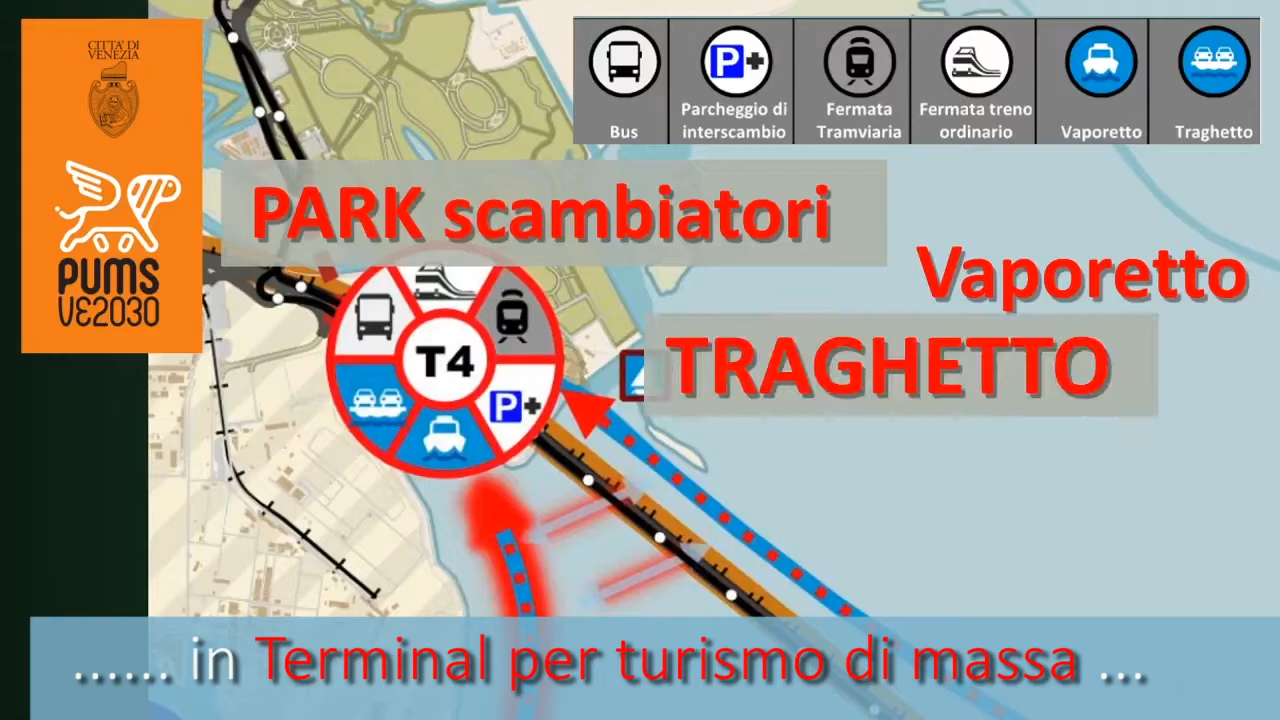 CITTA' DI
VENEZIA
PUMS
VE2030
Bus
P+
Parcheggio di
interscambio
Fermata
Tramviaria
Fermata treno
ordinario
Vaporetto
Traghetto
PARK scambiatori
Vaporetto
TRAGHETTO
T4
P+
...... in Terminal per turismo di massa ...